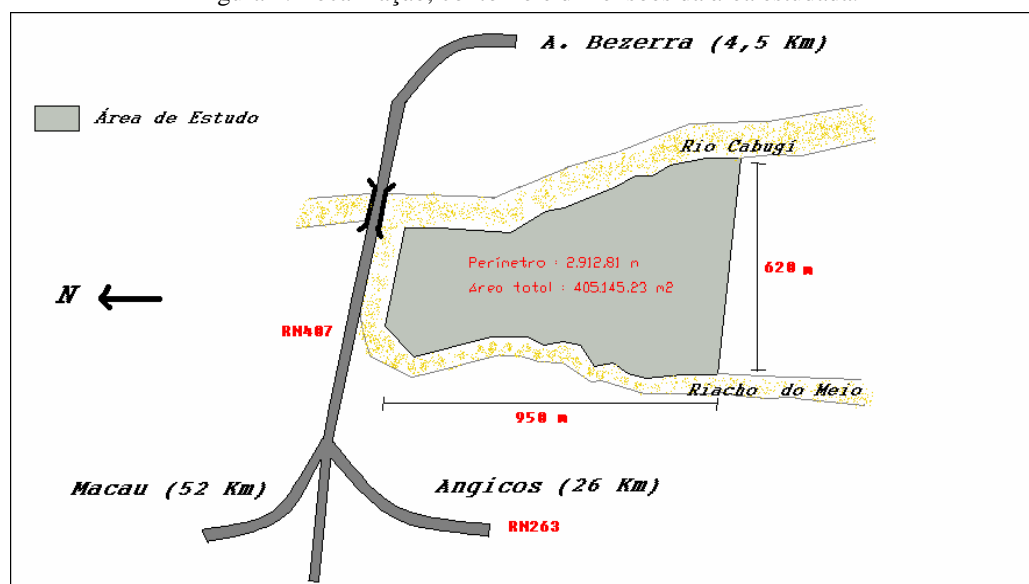 A. Bezerra (4,5 Km)
Área de Estudo
Rio Cabugí
Perímetro : 2.912,81 m
Área total : 405.145,23 m2
620 m
N
RN407
Riacho do Meio
950 m
Macau (52 Km)
Angicos (26 Km)
RN263